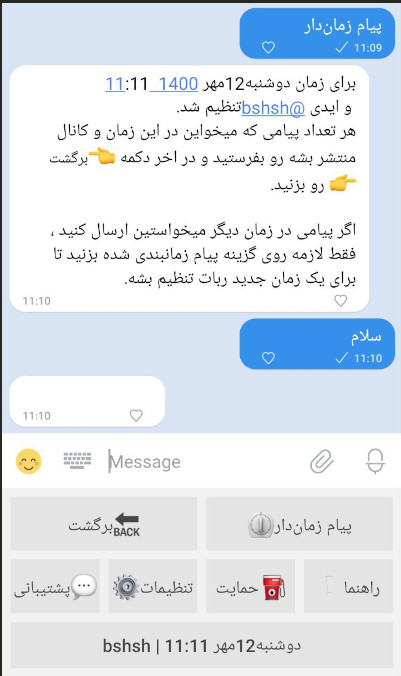 پیام زمان‌دار
11:09
برای زمان دوشنبه12مهر 1400_11:11
و ایدی @bshshتنظیم شد.
هر تعداد پیامی که میخواین در این زمان و کانال
منتشر بشه رو بفرستید و در اخر دکمه 👈برگشت
👉 رو بزنید.
اگر پیامی در زمان دیگر میخواستین ارسال کنید ،
فقط لازمه روی گزینه پیام زمانبندی شده بزنید تا
برای یک زمان جدید ربات تنظیم بشه.
11:10
سلام
11:10
11:10
Message
پیام زمان‌دار
برگشت
BACK
راهنما
حمایت
تنظیمات
پشتیبانی
دوشنبه12مهر 11:11 | bshsh